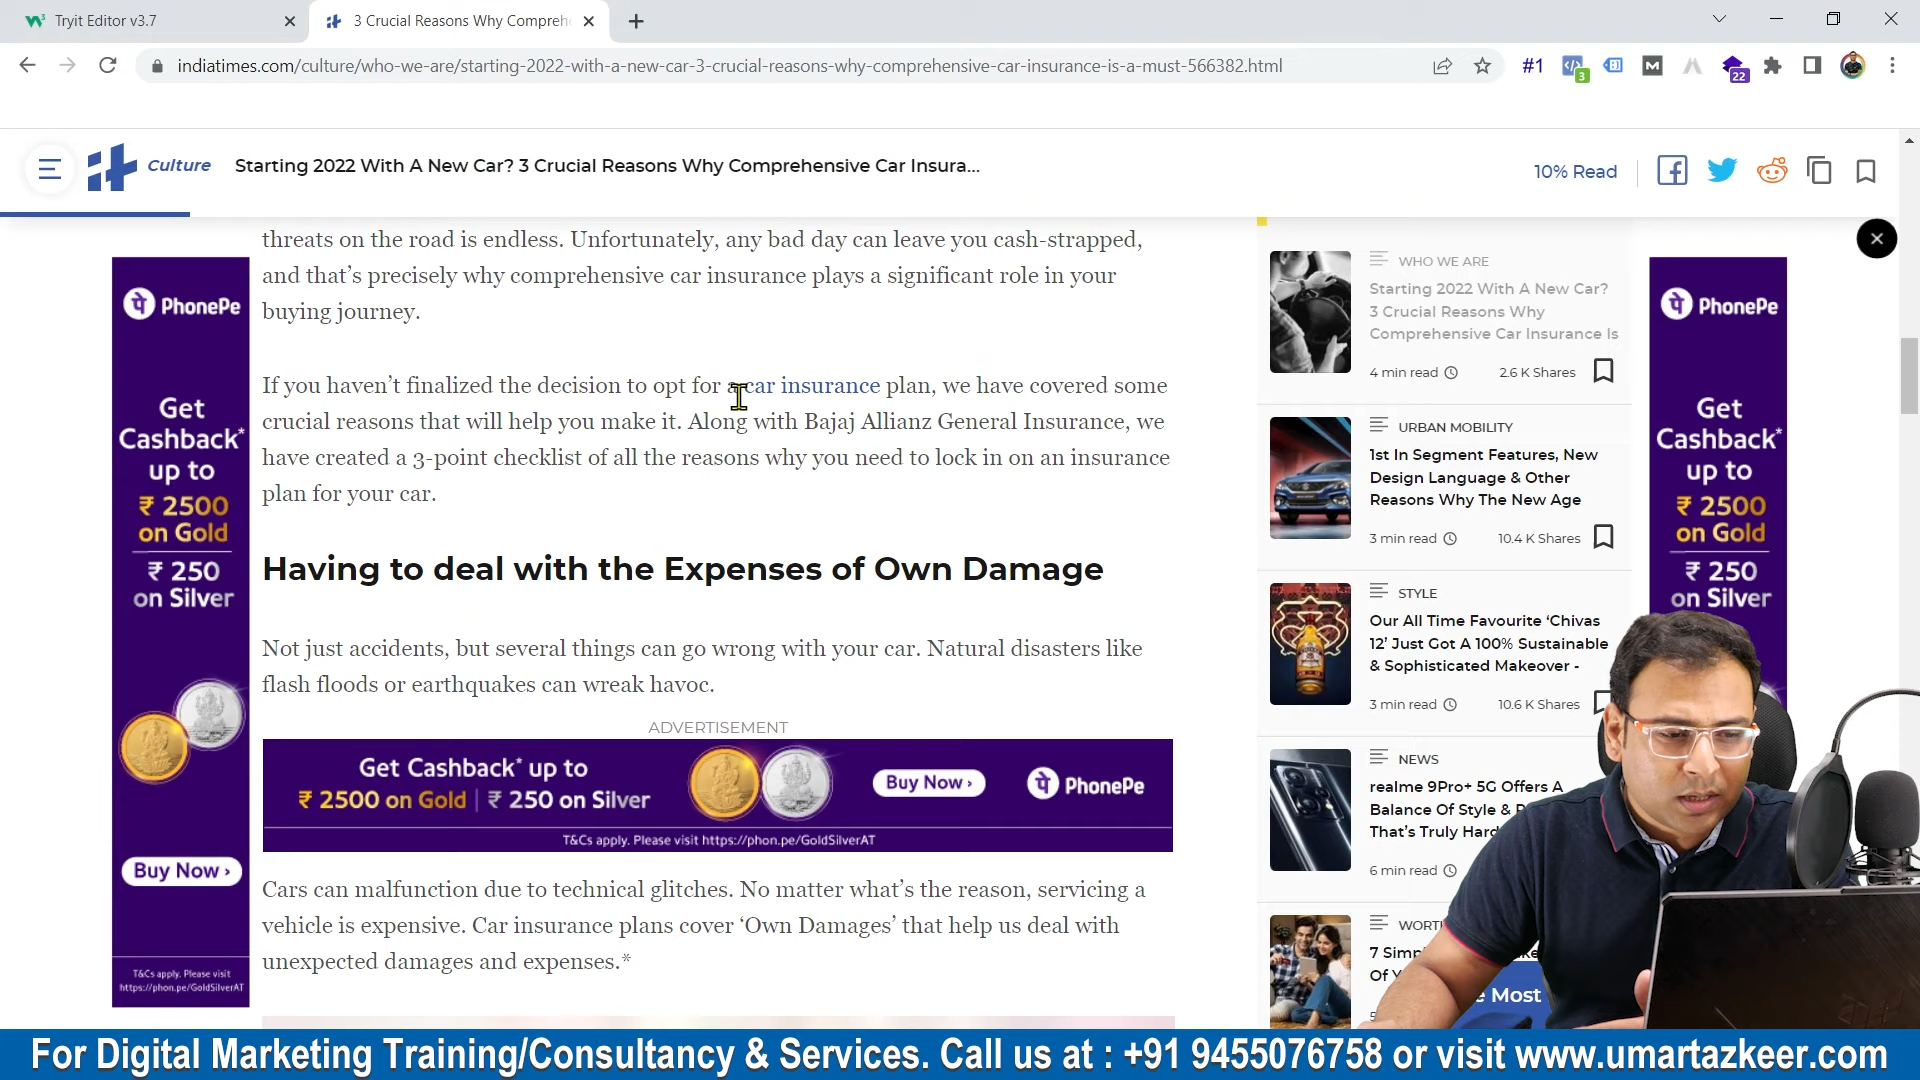 Tryit Editor v3.7
3 Crucial Reasons Why Compreh
indiatimes.com/culture/who-we-are/starting-2022-with-a-new-car-3-crucial-reasons-why-comprehensive-car-insurance-is-a-must-566382.html
#1
3
M
22
Culture
Starting 2022 With A New Car? 3 Crucial Reasons Why Comprehensive Car Insura...
10% Read
threats on the road is endless. Unfortunately, any bad day can leave you cash-strapped,
and that's precisely why comprehensive car insurance plays a significant role in your
buying journey.
If you haven't finalized the decision to opt for a car insurance plan, we have covered some
crucial reasons that will help you make it. Along with Bajaj Allianz General Insurance, we
have created a 3-point checklist of all the reasons why you need to lock in on an insurance
plan for your car.
Having to deal with the Expenses of Own Damage
Not just accidents, but several things can go wrong with your car. Natural disasters like
flash floods or earthquakes can wreak havoc.
ADVERTISEMENT
Get Cashback* up to
₹ 2500 on Gold | ₹ 250 on Silver
Buy Now ›
पे PhonePe
T&Cs apply. Please visit https://phon.pe/GoldSilverAT
Cars can malfunction due to technical glitches. No matter what's the reason, servicing a
vehicle is expensive. Car insurance plans cover 'Own Damages' that help us deal with
unexpected damages and expenses.*
पे PhonePe
Get
Cashback*
up to
₹ 2500
on Gold
₹ 250
on Silver
Buy Now ›
T&Cs apply. Please visit
https://phon.pe/GoldSilverAT
WHO WE ARE
Starting 2022 With A New Car?
3 Crucial Reasons Why
Comprehensive Car Insurance Is
4 min read
2.6 K Shares
URBAN MOBILITY
1st In Segment Features, New
Design Language & Other
Reasons Why The New Age
3 min read
10.4 K Shares
STYLE
Our All Time Favourite 'Chivas
12' Just Got A 100% Sustainable
& Sophisticated Makeover -
3 min read
10.6 K Shares
NEWS
realme 9Pro+ 5G Offers A
Balance Of Style &
That's Truly Hard
6 min read
7
Of
Most
पे PhonePe
Get
Cashback*
up to
₹ 2500
on Gold
₹ 250
on Silver
For Digital Marketing Training/Consultancy & Services. Call us at : +91 9455076758 or visit www.umartazkeer.com